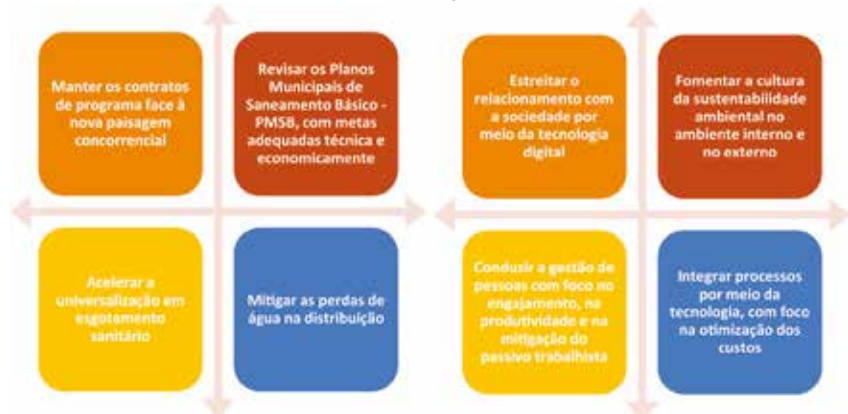 Manter os contratos
de programa face à
nova paisagem
concorrencial
Revisar os Planos
Municipais de
Saneamento Básico -
PMSB, com metas
adequadas técnica e
economicamente
Acelerar a
universalização em
esgotamento
sanitário
Mitigar as perdas de
água na distribuição
Estreitar o
relacionamento com
a sociedade por
meio da tecnologia
digital
Fomentar a cultura
da sustentabilidade
ambiental no
ambiente interno e
no externo
Conduzir a gestão de
pessoas com foco no
engajamento, na
produtividade e na
mitigação do
passivo trabalhista
Integrar processos
por meio da
tecnologia, com foco
na otimização dos
custos